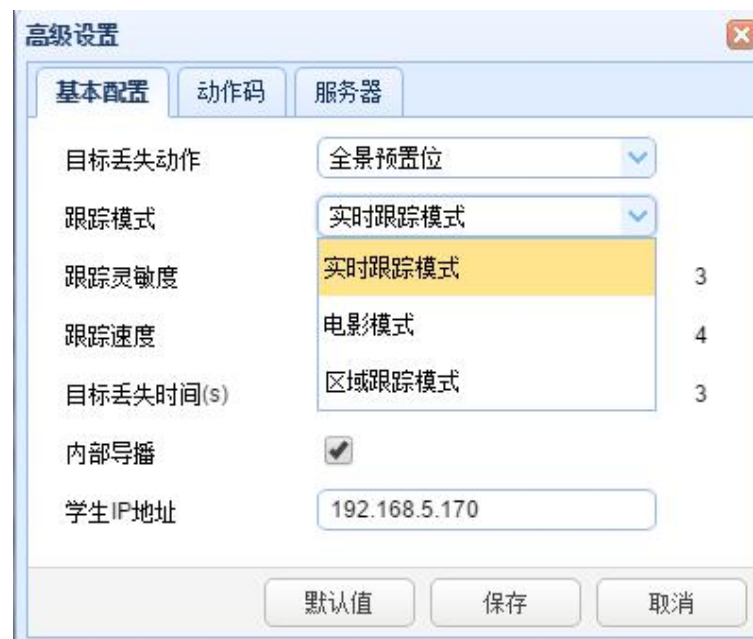 高级设置
基本配置 动作码 服务器
目标丢失动作 全景预置位
跟踪模式 实时跟踪模式
实时跟踪模式
跟踪灵敏度 3
电影模式
跟踪速度 4
区域跟踪模式
目标丢失时间(s) 3
内部导播
学生IP地址 192.168.5.170
默认值 保存 取消